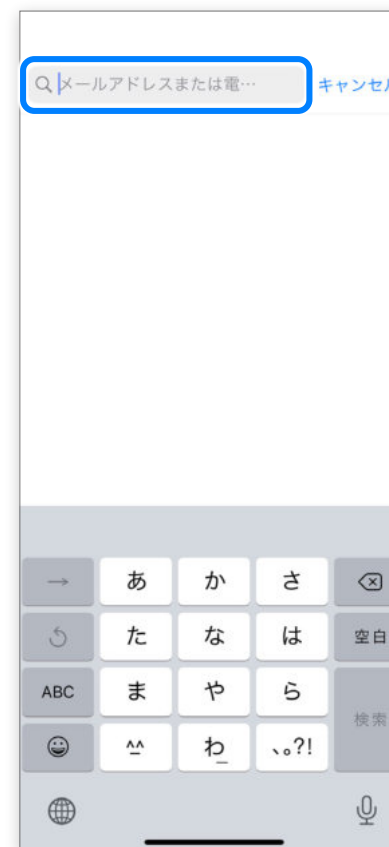 メールアドレスまたは電…
キャンセル
→ あ か さ
た な は 空白
ABC ま や ら
検索
^^ わ_ 、。?!